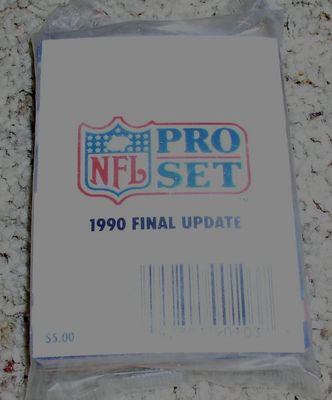 NFL
PRO
SET
1990 FINAL UPDATE
$5.00